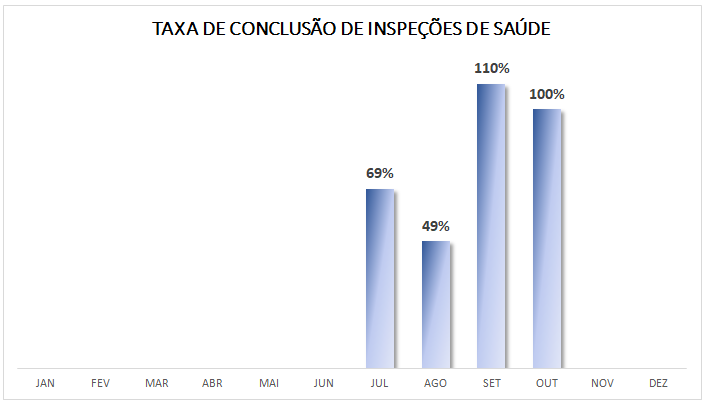 TAXA DE CONCLUSÃO DE INSPEÇÕES DE SAÚDE
110%
100%
69%
49%
JAN FEV MAR ABR MAI JUN JUL AGO SET OUT NOV DEZ